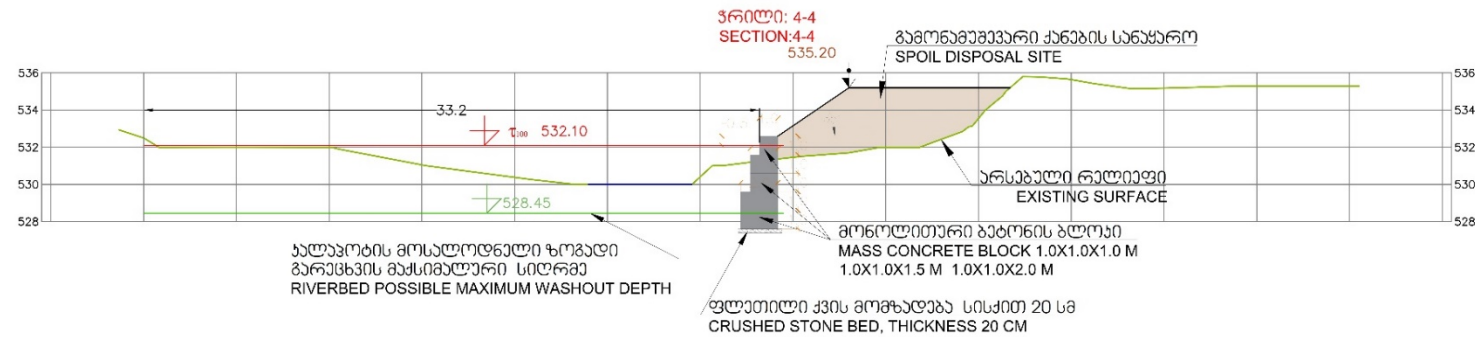 ჭრილი: 4-4
SECTION:4-4
535.20
გამონამუშევარი ქანების სანაყარო
SPOIL DISPOSAL SITE
536
536
534
33.2
534
τ100 532.10
532
532
530
530
არსებული რელიეფი
EXISTING SURFACE
528.45
528
528
მონოლითური ბეტონის ბლოკი
MASS CONCRETE BLOCK 1.0X1.0X1.0 M
1.0X1.0X1.5 M 1.0X1.0X2.0 M
კალაპოტის მოსალოდნელი ზოგადი
გარეცხვის მაქსიმალური სიღრმე
RIVERBED POSSIBLE MAXIMUM WASHOUT DEPTH
ფლეთილი ქვის მომზადება სისქით 20 სმ
CRUSHED STONE BED, THICKNESS 20 CM